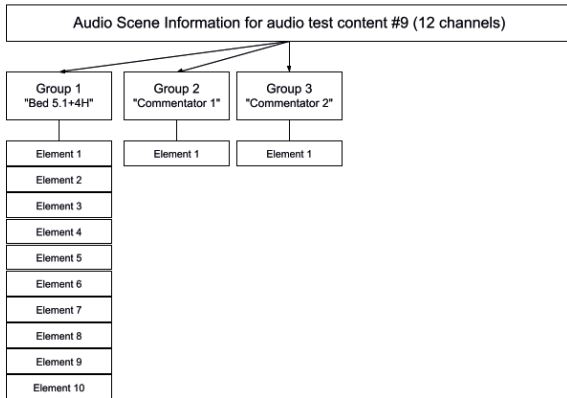 Audio Scene Information for audio test content #9 (12 channels)
Group 1
"Bed 5.1+4H"
Group 2
"Commentator 1"
Group 3
"Commentator 2"
Element 1
Element 1
Element 1
Element 2
Element 3
Element 4
Element 5
Element 6
Element 7
Element 8
Element 9
Element 10